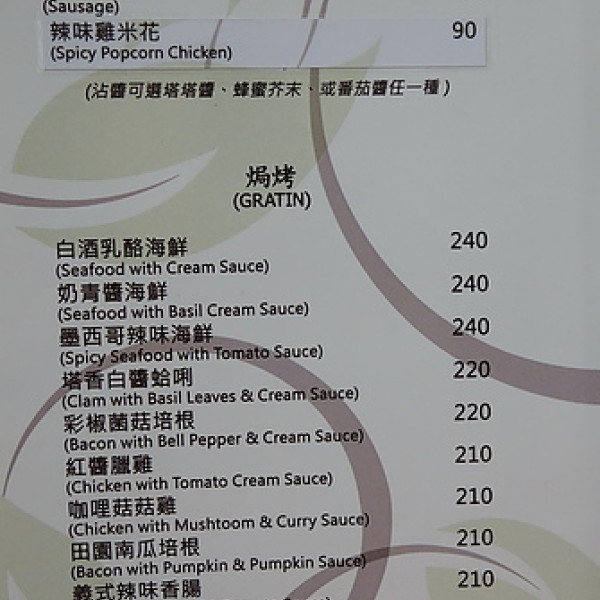 (Sausage)
辣味雞米花 90
(Spicy Popcorn Chicken)
(沾醬可選塔塔醬、蜂蜜芥末、或番茄醬任一種)
焗烤
(GRATIN)
白酒乳酪海鮮 240
(Seafood with Cream Sauce)
奶青醬海鮮 240
(Seafood with Basil Cream Sauce)
墨西哥辣味海鮮 240
(Spicy Seafood with Tomato Sauce)
塔香白醬蛤唎 220
(Clam with Basil Leaves & Cream Sauce)
彩椒菌菇培根 220
(Bacon with Bell Pepper & Cream Sauce)
紅醬臘雞 210
(Chicken with Tomato Cream Sauce)
咖哩菇菇雞 210
(Chicken with Mushtoom & Curry Sauce)
田園南瓜培根 210
(Bacon with Pumpkin & Pumpkin Sauce)
義式辣味香腸 210